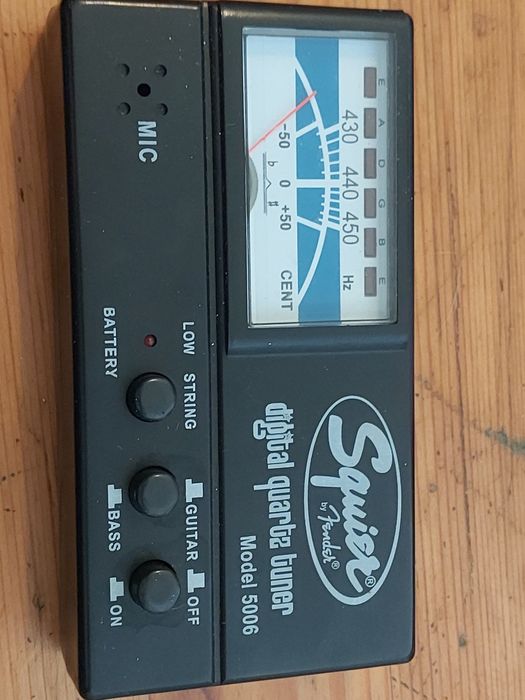 E A D G B E
430 440 450 Hz
-50 0 +50 CENT
♭ ♯
Squier®
by Fender®
digital quartz tuner
Model 5006
MIC
LOW
BATTERY
STRING
GUITAR
BASS
OFF
ON